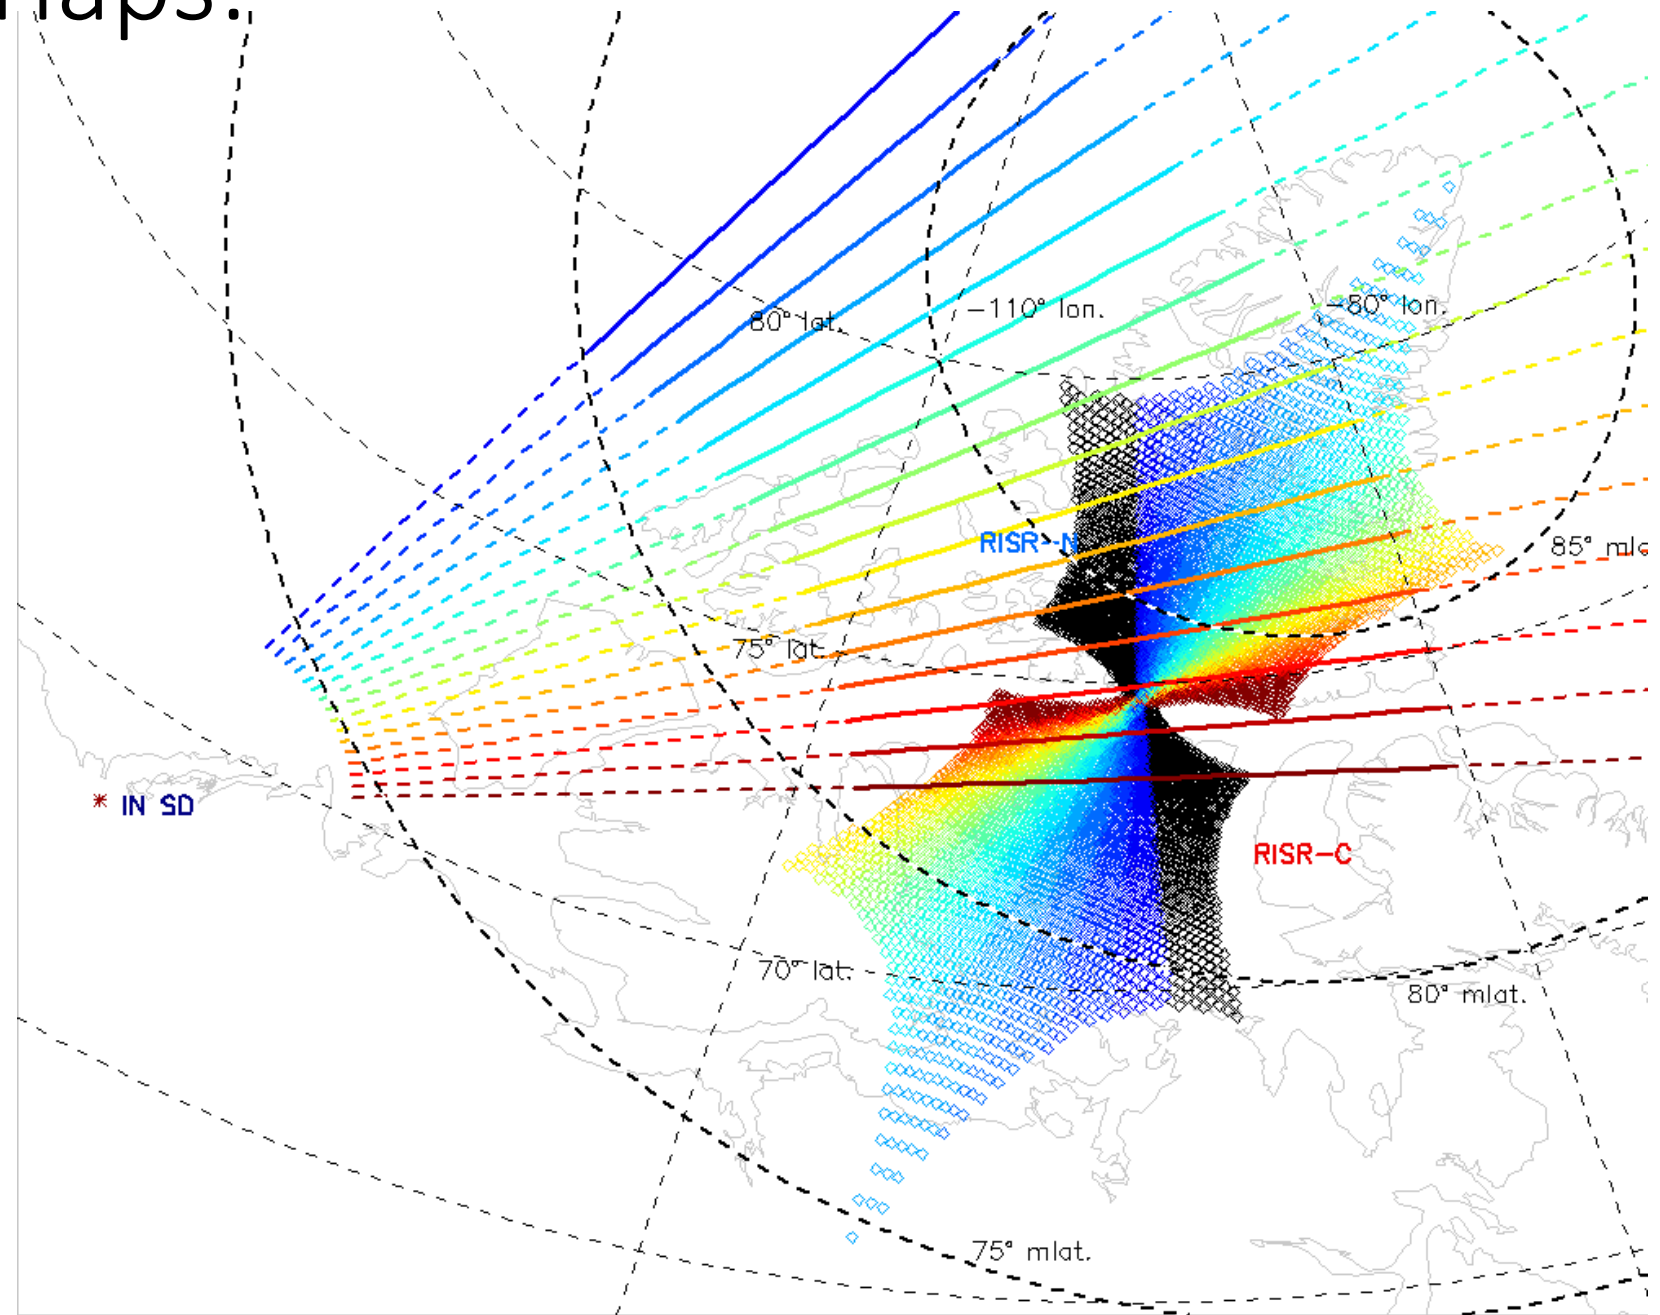 80° lat.
-110° lon.
-80° lon.
RISR-N
85°
75° lat.
* IN SD
RISR-C
70° lat.
80° mlat.
75° mlat.